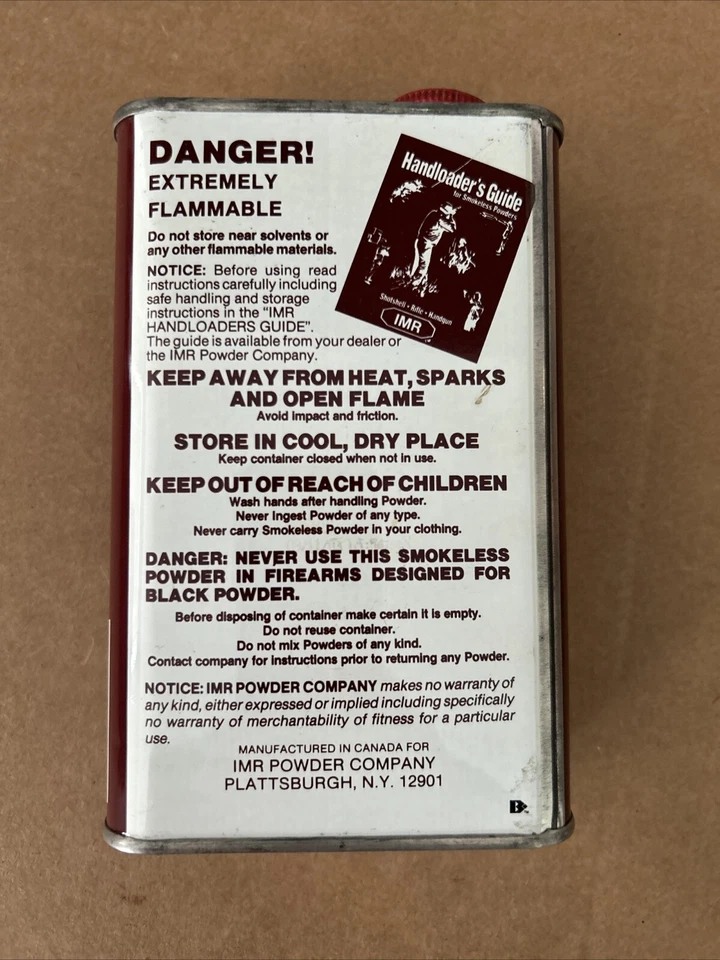 DANGER!
EXTREMELY
FLAMMABLE
Do not store near solvents or
any other flammable materials.
NOTICE: Before using read
instructions carefully including
safe handling and storage
instructions in the "IMR
HANDLOADERS GUIDE".
The guide is available from your dealer or
the IMR Powder Company.
Handloader's Guide
for Smokeless Powders
Shotshell • Rifle • Handgun
IMR
KEEP AWAY FROM HEAT, SPARKS
AND OPEN FLAME
Avoid impact and friction.
STORE IN COOL, DRY PLACE
Keep container closed when not in use.
KEEP OUT OF REACH OF CHILDREN
Wash hands after handling Powder.
Never Ingest Powder of any type.
Never carry Smokeless Powder in your clothing.
DANGER: NEVER USE THIS SMOKELESS
POWDER IN FIREARMS DESIGNED FOR
BLACK POWDER.
Before disposing of container make certain it is empty.
Do not reuse container.
Do not mix Powders of any kind.
Contact company for instructions prior to returning any Powder.
NOTICE: IMR POWDER COMPANY makes no warranty of
any kind, either expressed or implied including specifically
no warranty of merchantability of fitness for a particular
use.
MANUFACTURED IN CANADA FOR
IMR POWDER COMPANY
PLATTSBURGH, N.Y. 12901